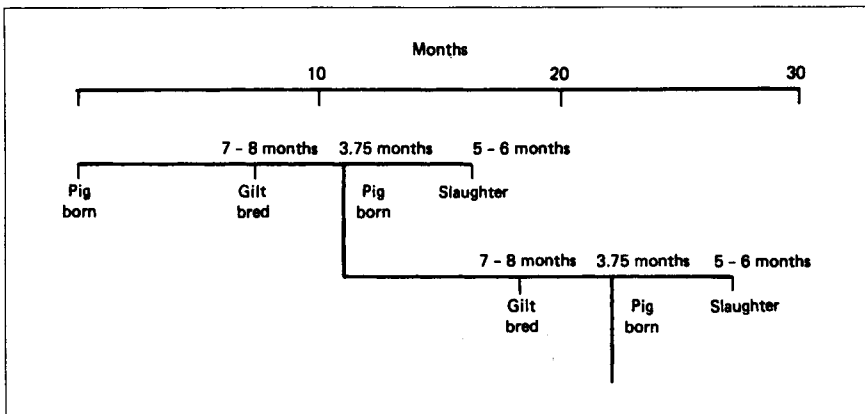 Months
10 20 30
7 – 8 months 3.75 months 5 – 6 months
Pig born Gilt bred Pig born Slaughter
7 – 8 months 3.75 months 5 – 6 months
Gilt bred Pig born Slaughter